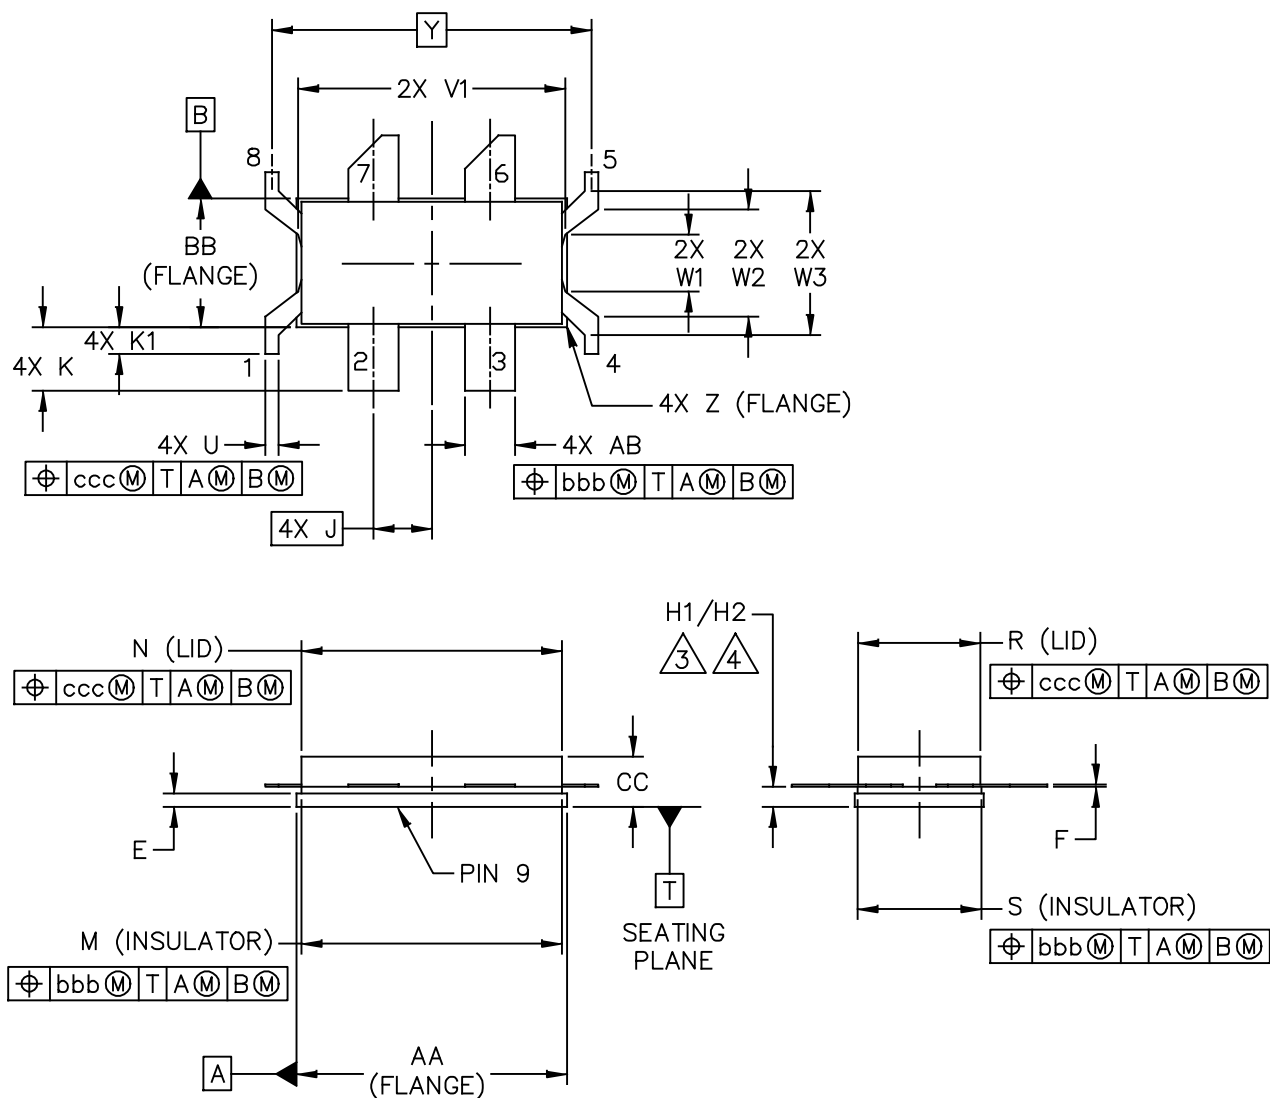 Y
2X V1
B
8
7
6
5
BB
(FLANGE)
2X
W1
2X
W2
2X
W3
4X K1
4X K
1
2
3
4
4X Z (FLANGE)
4X U
⌖ ccc Ⓜ T A Ⓜ B Ⓜ
4X AB
⌖ bbb Ⓜ T A Ⓜ B Ⓜ
4X J
N (LID)
⌖ ccc Ⓜ T A Ⓜ B Ⓜ
H1/H2
3 4
R (LID)
⌖ ccc Ⓜ T A Ⓜ B Ⓜ
CC
E
F
PIN 9
T
SEATING
PLANE
M (INSULATOR)
⌖ bbb Ⓜ T A Ⓜ B Ⓜ
S (INSULATOR)
⌖ bbb Ⓜ T A Ⓜ B Ⓜ
A
AA
(FLANGE)